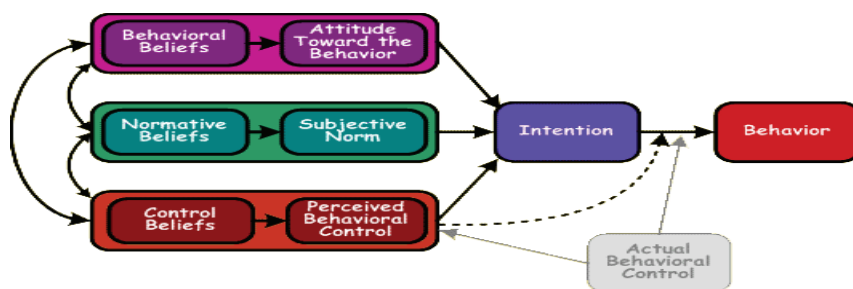 Behavioral
Beliefs
Attitude
Toward the
Behavior
Normative
Beliefs
Subjective
Norm
Intention
Behavior
Control
Beliefs
Perceived
Behavioral
Control
Actual
Behavioral
Control